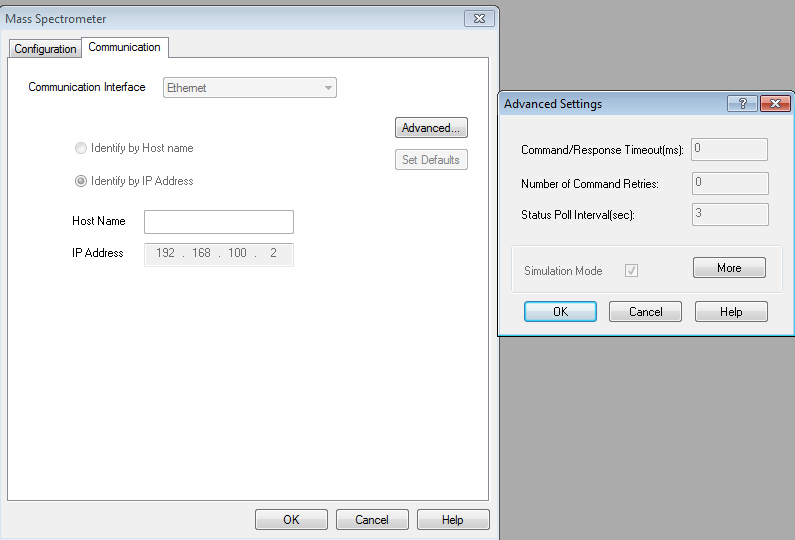 Mass Spectrometer
Configuration
Communication
Communication Interface
Ethernet
Advanced...
Set Defaults
Identify by Host name
Identify by IP Address
Host Name
IP Address
192 . 168 . 100 . 2
OK
Cancel
Help
Advanced Settings
?
Command/Response Timeout(ms):
0
Number of Command Retries:
0
Status Poll Interval(sec):
3
Simulation Mode
More
OK
Cancel
Help